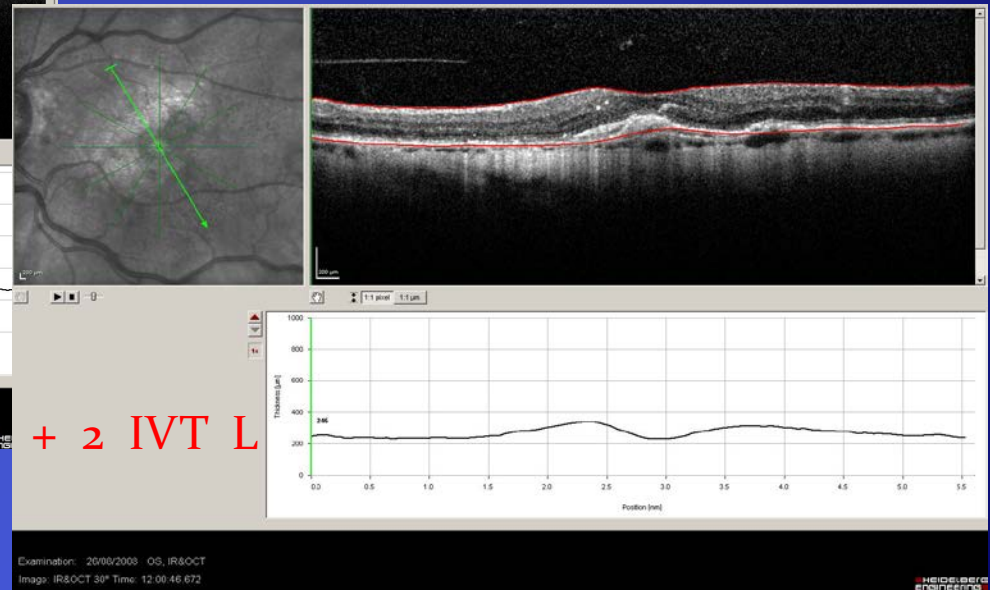 200 µm
200 µm
1:1 pixel 1:1 µm
1x
Thickness [µm]
1000
800
600
400
200
0
246
0.0 0.5 1.0 1.5 2.0 2.5 3.0 3.5 4.0 4.5 5.0 5.5
Position [mm]
+ 2 IVT L
Examination: 20/08/2008 OS, IR&OCT
Image: IR&OCT 30° Time: 12:00:46.672
HEIDELBERG
ENGINEERING